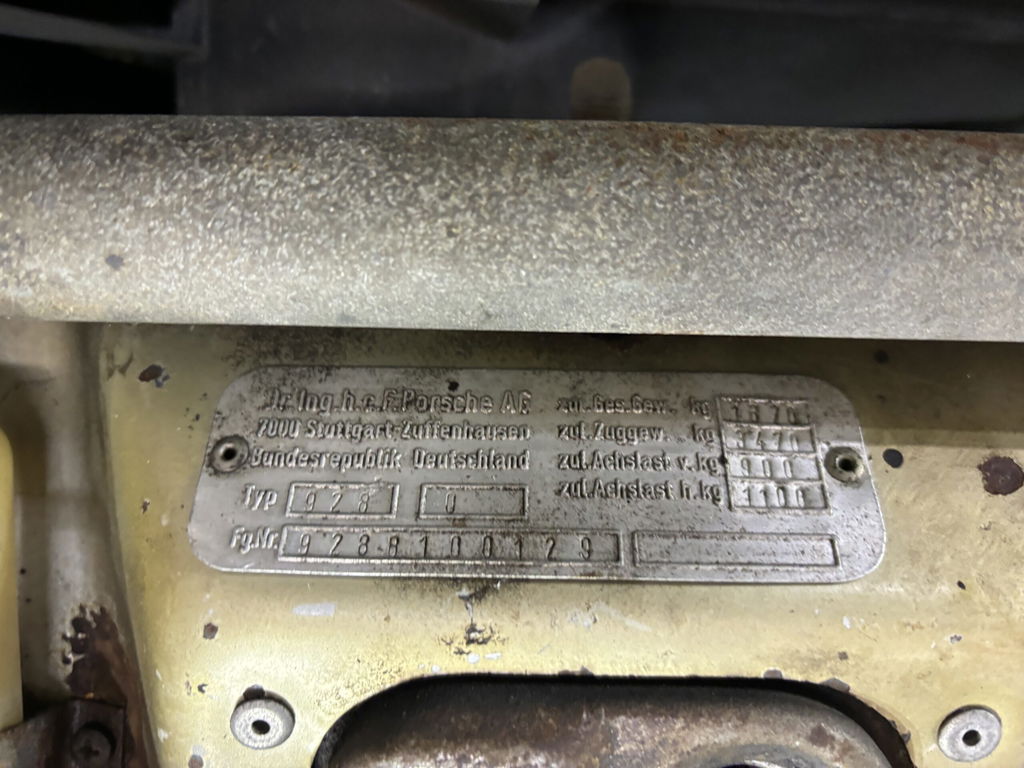 Dr. Ing. h. c. F. Porsche AG zul. Ges. Gew. kg 1870
7000 Stuttgart-Zuffenhausen zul. Zuggew. kg 3470
Bundesrepublik Deutschland zul. Achslast v. kg 900
Typ 928 0 zul. Achslast h. kg 1100
Fg.Nr. 9288100129